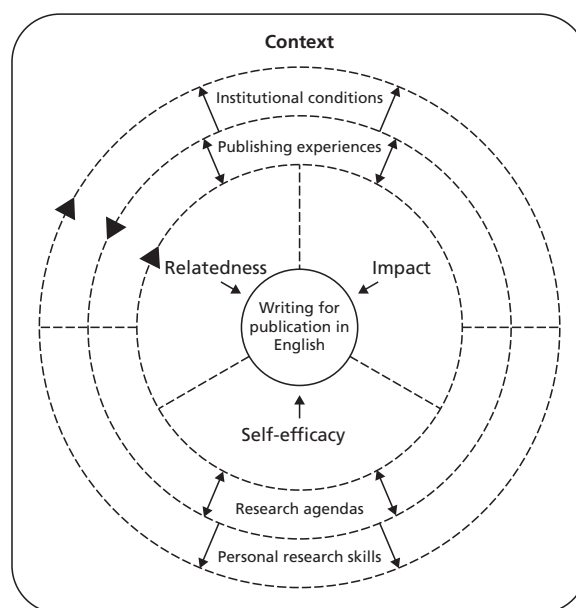 Context
Institutional conditions
Publishing experiences
Relatedness
Impact
Writing for
publication in
English
Self-efficacy
Research agendas
Personal research skills